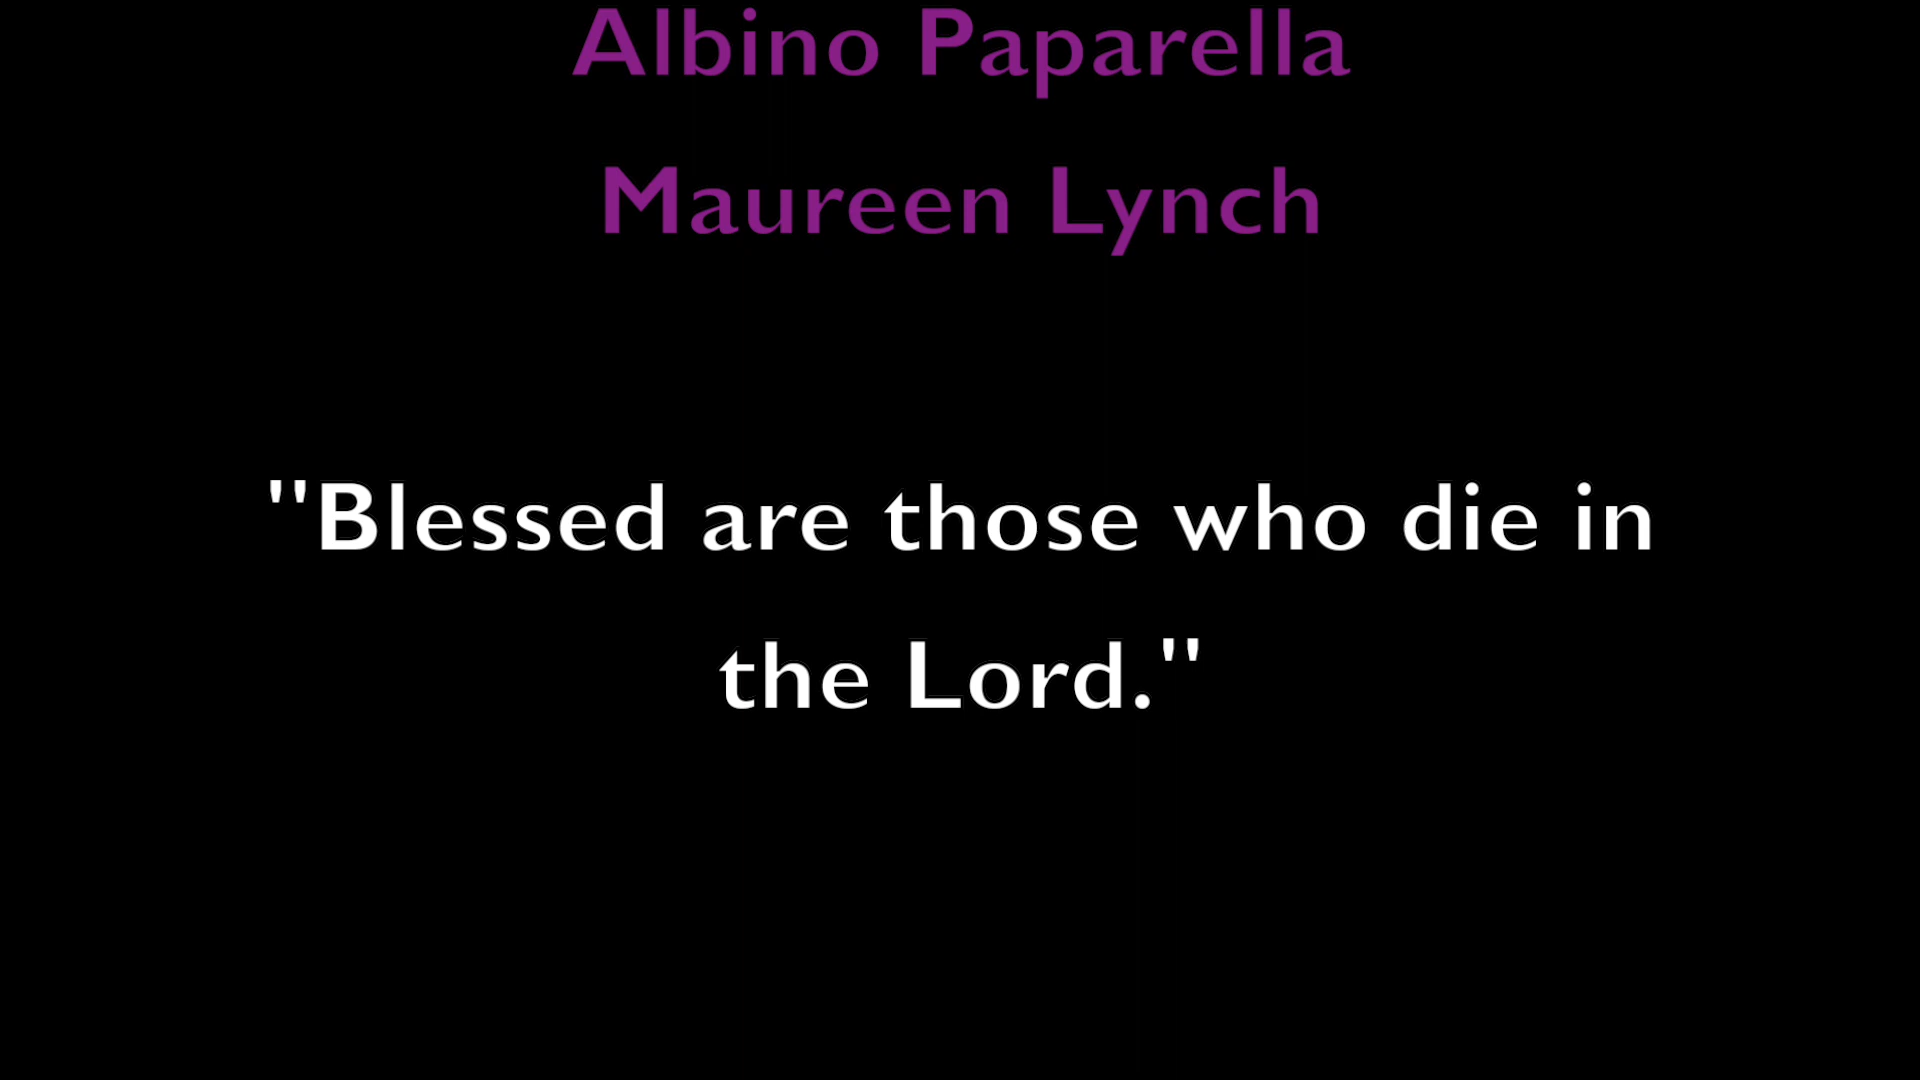 Albino Paparella
Maureen Lynch
"Blessed are those who die in
the Lord."